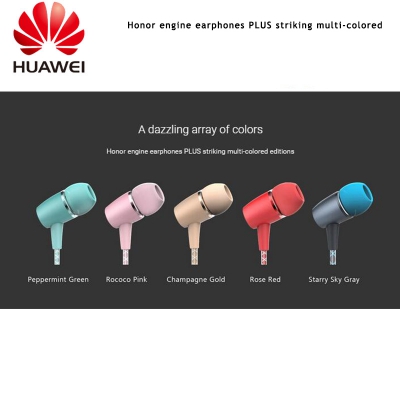 Honor engine earphones PLUS striking multi-colored
HUAWEI
A dazzling array of colors
Honor engine earphones PLUS striking multi-colored editions
Peppermint Green
Rococo Pink
Champagne Gold
Rose Red
Starry Sky Gray